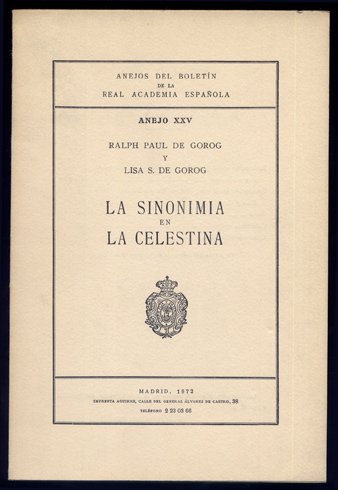 ANEJOS DEL BOLETÍN
DE LA
REAL ACADEMIA ESPAÑOLA
ANEJO XXV
RALPH PAUL DE GOROG
Y
LISA S. DE GOROG
LA SINONIMIA
EN
LA CELESTINA
MADRID, 1972
IMPRENTA AGUIRRE, CALLE DEL GENERAL ÁLVAREZ DE CASTRO, 38
TELÉFONO 2 23 03 66